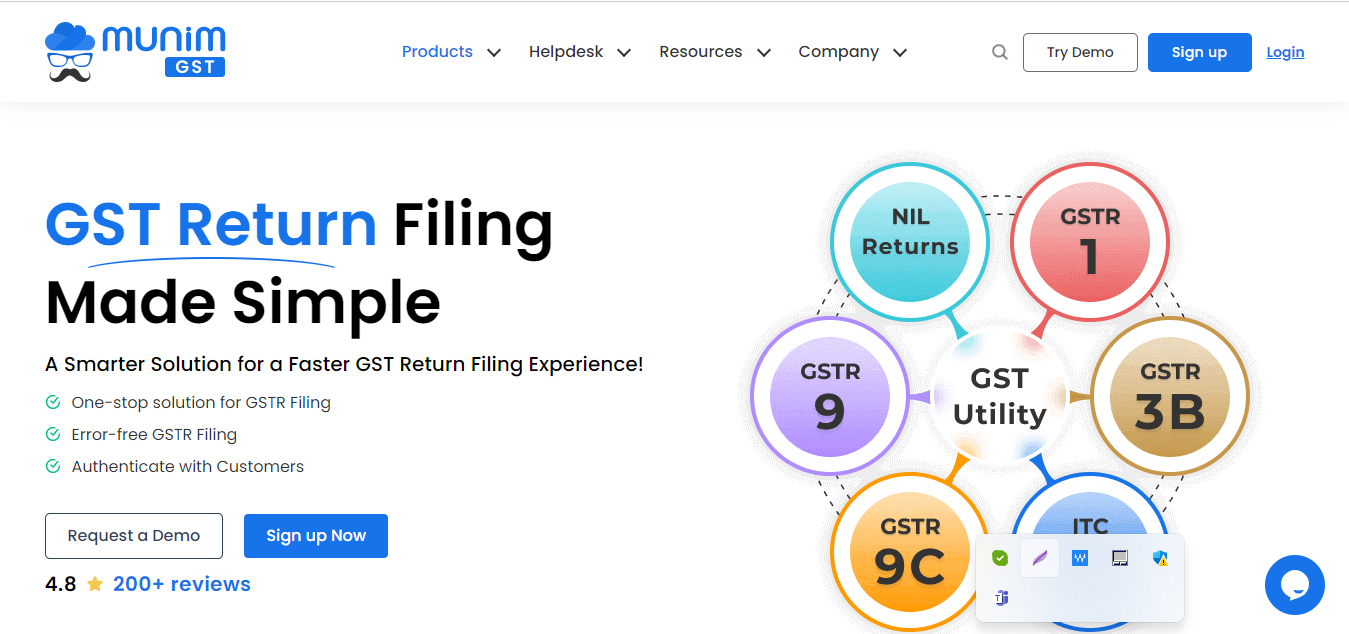 munim
GST
Products
Helpdesk
Resources
Company
Try Demo
Sign up
Login
GST Return Filing
Made Simple
A Smarter Solution for a Faster GST Return Filing Experience!
One-stop solution for GSTR Filing
Error-free GSTR Filing
Authenticate with Customers
Request a Demo
Sign up Now
4.8
200+ reviews
NIL
Returns
GSTR
1
GSTR
9
GST
Utility
GSTR
3B
GSTR
9C
ITC